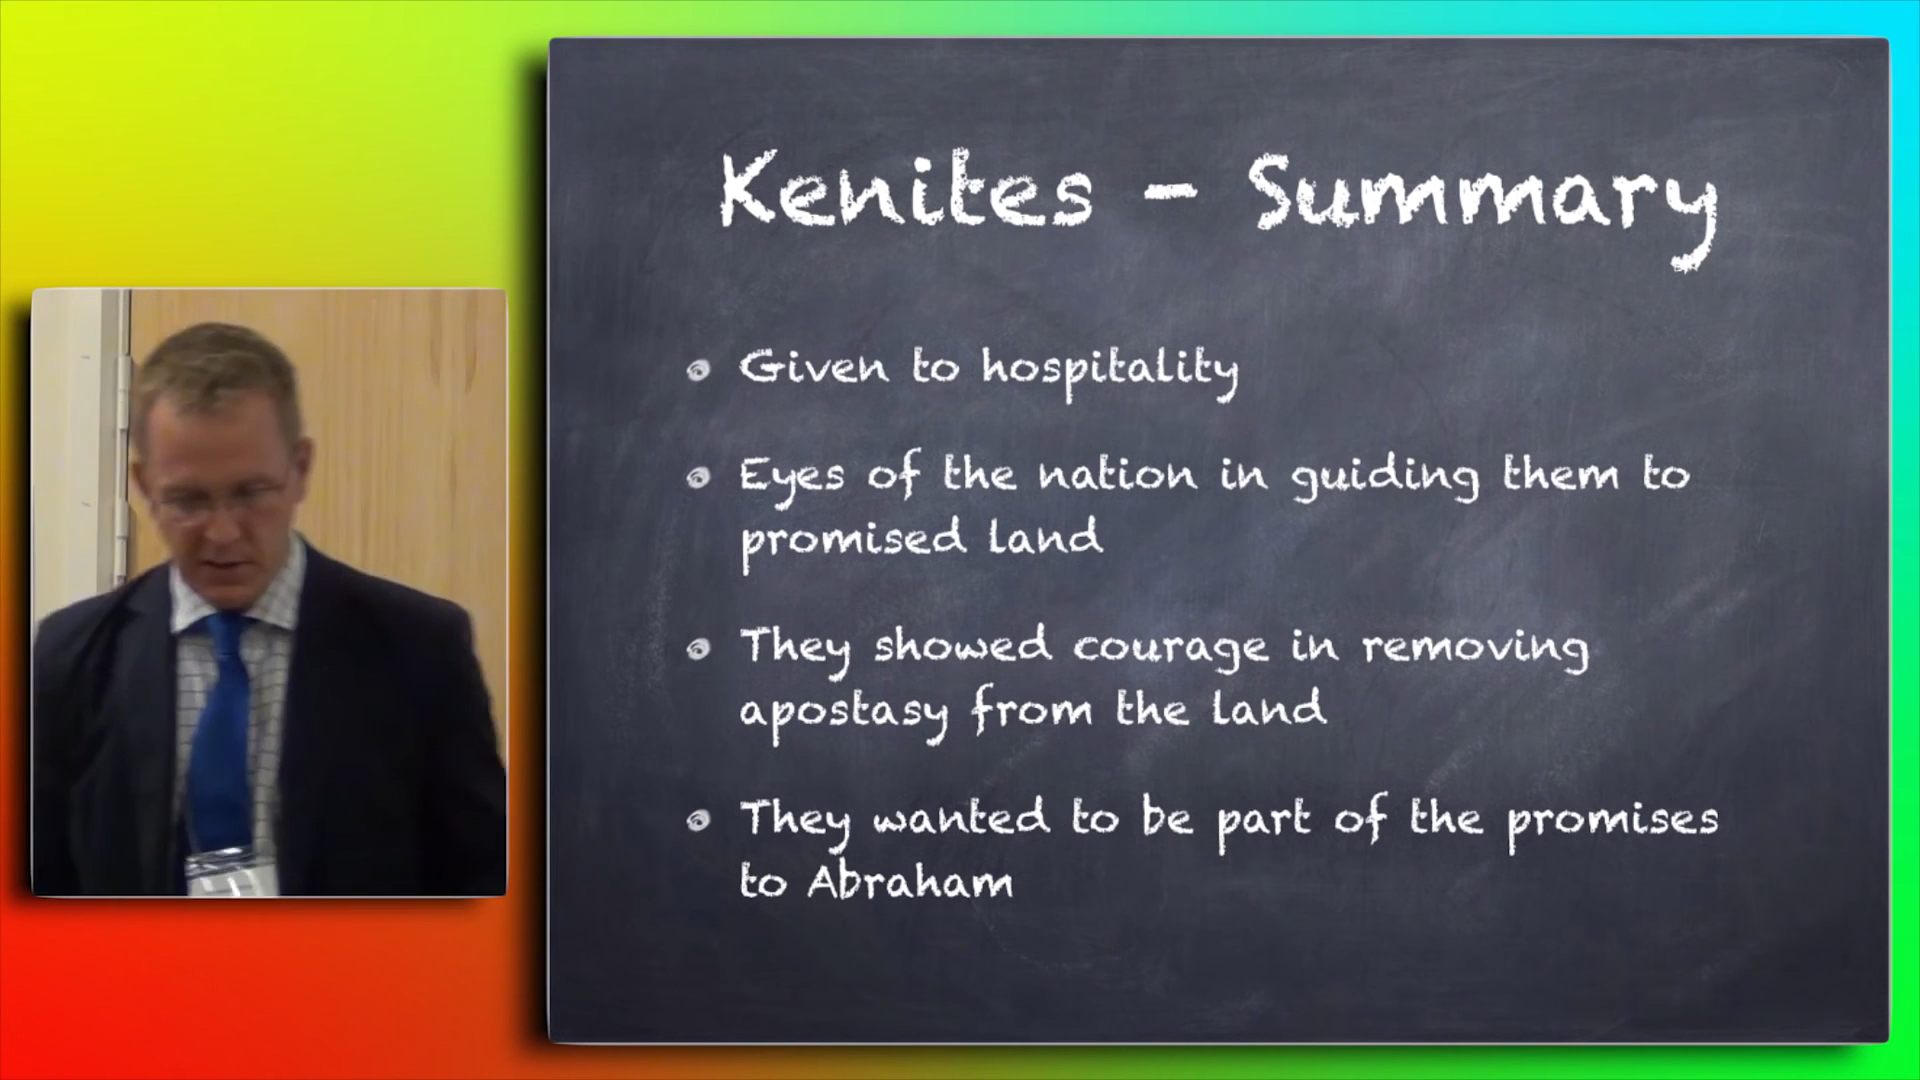 Kenites - Summary
Given to hospitality
Eyes of the nation in guiding them to
promised land
They showed courage in removing
apostasy from the land
They wanted to be part of the promises
to Abraham